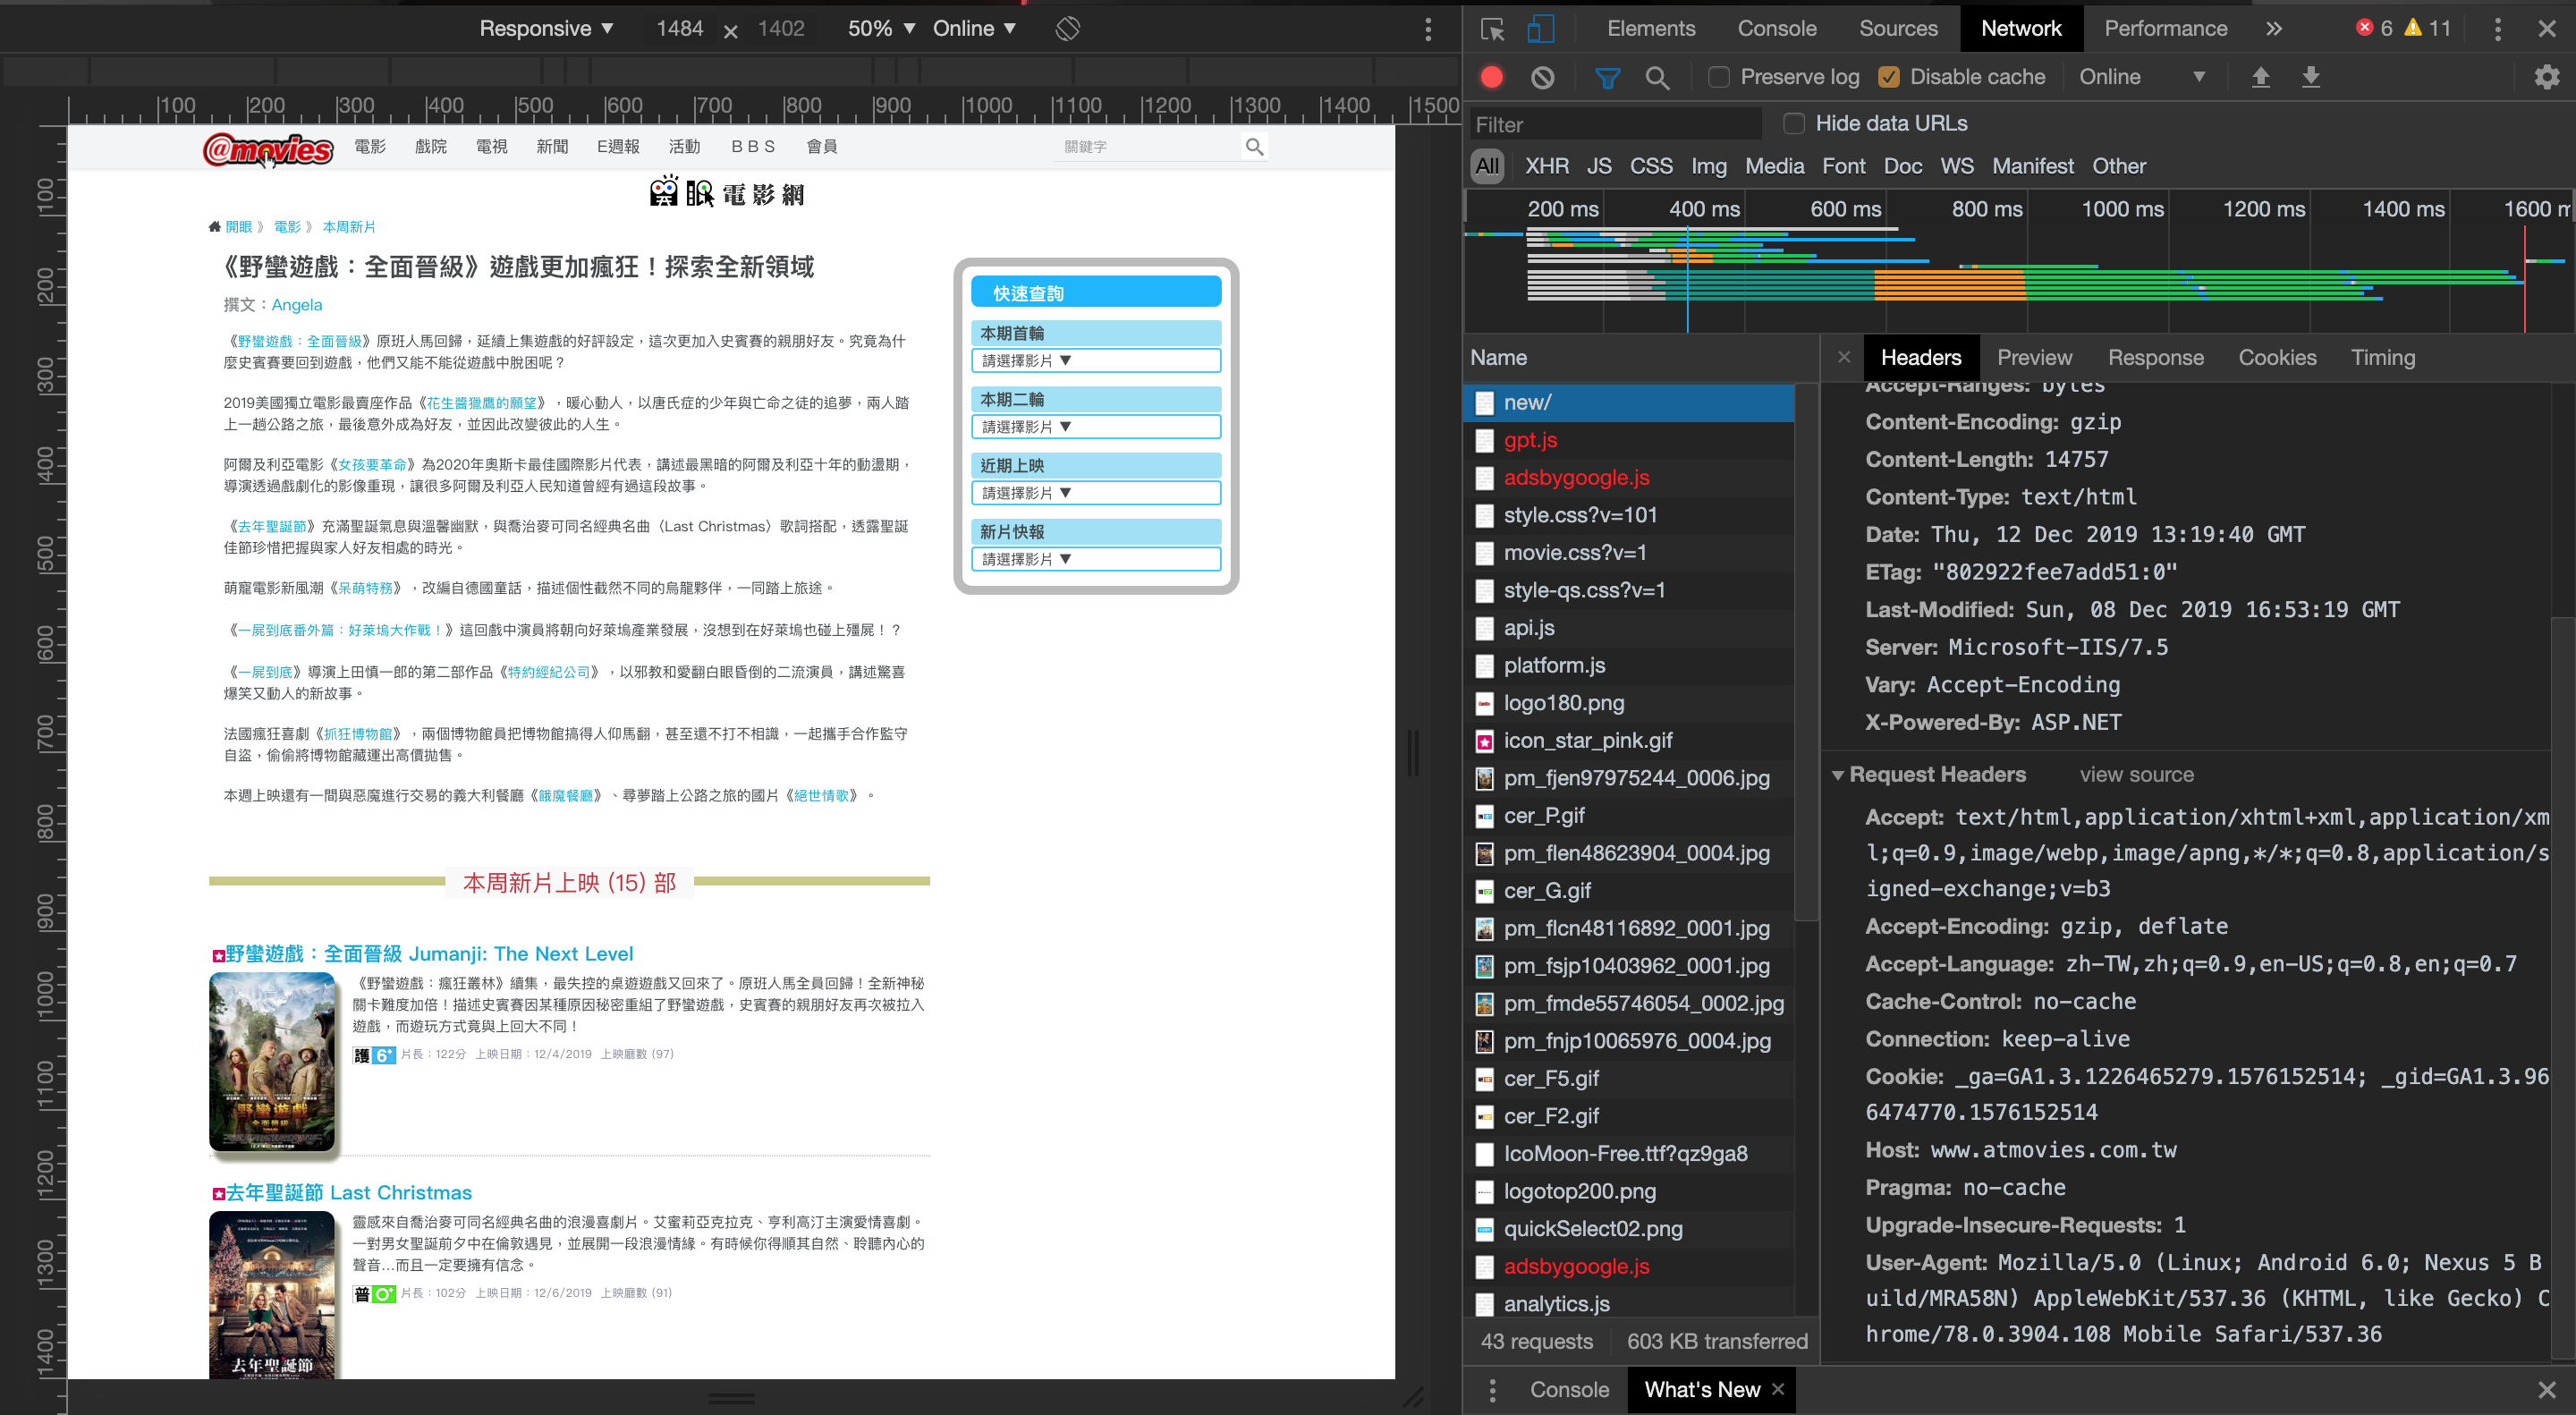 Responsive ▼ 1484 × 1402 50% ▼ Online ▼
100 200 300 400 500 600 700 800 900 1000 1100 1200 1300 1400 1500
@movies 電影 戲院 電視 新聞 E週報 活動 BBS 會員 關鍵字
開眼電影網
開眼 》 電影 》 本周新片
《野蠻遊戲：全面晉級》遊戲更加瘋狂！探索全新領域
撰文：Angela
《野蠻遊戲：全面晉級》原班人馬回歸，延續上集遊戲的好評設定，這次更加入史賓賽的親朋好友。究竟為什
麼史賓賽要回到遊戲，他們又能不能從遊戲中脫困呢？
2019美國獨立電影最賣座作品《花生醬獵鷹的願望》，暖心動人，以唐氏症的少年與亡命之徒的追夢，兩人踏
上一趟公路之旅，最後意外成為好友，並因此改變彼此的人生。
阿爾及利亞電影《女孩要革命》為2020年奧斯卡最佳國際影片代表，講述最黑暗的阿爾及利亞十年的動盪期，
導演透過戲劇化的影像重現，讓很多阿爾及利亞人民知道曾經有過這段故事。
《去年聖誕節》充滿聖誕氣息與溫馨幽默，與喬治麥可同名經典名曲〈Last Christmas〉歌詞搭配，透露聖誕
佳節珍惜把握與家人好友相處的時光。
萌寵電影新風潮《呆萌特務》，改編自德國童話，描述個性截然不同的烏龍夥伴，一同踏上旅途。
《一屍到底番外篇：好萊塢大作戰！》這回戲中演員將朝向好萊塢產業發展，沒想到在好萊塢也碰上殭屍！？
《一屍到底》導演上田慎一郎的第二部作品《特約經紀公司》，以邪教和愛翻白眼昏倒的二流演員，講述驚喜
爆笑又動人的新故事。
法國瘋狂喜劇《抓狂博物館》，兩個博物館員把博物館搞得人仰馬翻，甚至還不打不相識，一起攜手合作監守
自盜，偷偷將博物館藏運出高價拋售。
本週上映還有一間與惡魔進行交易的義大利餐廳《餓魔餐廳》、尋夢踏上公路之旅的國片《絕世情歌》。
快速查詢
本期首輪
請選擇影片 ▼
本期二輪
請選擇影片 ▼
近期上映
請選擇影片 ▼
新片快報
請選擇影片 ▼
本周新片上映 (15) 部
野蠻遊戲：全面晉級 Jumanji: The Next Level
《野蠻遊戲：瘋狂叢林》續集，最失控的桌遊遊戲又回來了。原班人馬全員回歸！全新神秘
關卡難度加倍！描述史賓賽因某種原因秘密重組了野蠻遊戲，史賓賽的親朋好友再次被拉入
遊戲，而遊玩方式竟與上回大不同！
護 6+ 片長：122分 上映日期：12/4/2019 上映廳數 (97)
野蠻遊戲
全面晉級
去年聖誕節 Last Christmas
靈感來自喬治麥可同名經典名曲的浪漫喜劇片。艾蜜莉亞克拉克、亨利高汀主演愛情喜劇。
一對男女聖誕前夕中在倫敦遇見，並展開一段浪漫情緣。有時候你得順其自然、聆聽內心的
聲音...而且一定要擁有信念。
普 0+ 片長：102分 上映日期：12/6/2019 上映廳數 (91)
去年聖誕節
100
200
300
400
500
600
700
800
900
1000
1100
1200
1300
1400
Elements Console Sources Network Performance » 6 11
Preserve log Disable cache Online ▼
Filter Hide data URLs
All XHR JS CSS Img Media Font Doc WS Manifest Other
200 ms 400 ms 600 ms 800 ms 1000 ms 1200 ms 1400 ms 1600 m
Name
new/
gpt.js
adsbygoogle.js
style.css?v=101
movie.css?v=1
style-qs.css?v=1
api.js
platform.js
logo180.png
icon_star_pink.gif
pm_fjen97975244_0006.jpg
cer_P.gif
pm_flen48623904_0004.jpg
cer_G.gif
pm_flcn48116892_0001.jpg
pm_fsjp10403962_0001.jpg
pm_fmde55746054_0002.jpg
pm_fnjp10065976_0004.jpg
cer_F5.gif
cer_F2.gif
IcoMoon-Free.ttf?qz9ga8
logotop200.png
quickSelect02.png
adsbygoogle.js
analytics.js
43 requests 603 KB transferred
× Headers Preview Response Cookies Timing
Accept-Ranges: bytes
Content-Encoding: gzip
Content-Length: 14757
Content-Type: text/html
Date: Thu, 12 Dec 2019 13:19:40 GMT
ETag: "802922fee7add51:0"
Last-Modified: Sun, 08 Dec 2019 16:53:19 GMT
Server: Microsoft-IIS/7.5
Vary: Accept-Encoding
X-Powered-By: ASP.NET
▼ Request Headers view source
Accept: text/html,application/xhtml+xml,application/xm
l;q=0.9,image/webp,image/apng,*/*;q=0.8,application/s
igned-exchange;v=b3
Accept-Encoding: gzip, deflate
Accept-Language: zh-TW,zh;q=0.9,en-US;q=0.8,en;q=0.7
Cache-Control: no-cache
Connection: keep-alive
Cookie: _ga=GA1.3.1226465279.1576152514; _gid=GA1.3.96
6474770.1576152514
Host: www.atmovies.com.tw
Pragma: no-cache
Upgrade-Insecure-Requests: 1
User-Agent: Mozilla/5.0 (Linux; Android 6.0; Nexus 5 B
uild/MRA58N) AppleWebKit/537.36 (KHTML, like Gecko) C
hrome/78.0.3904.108 Mobile Safari/537.36
Console What's New ×